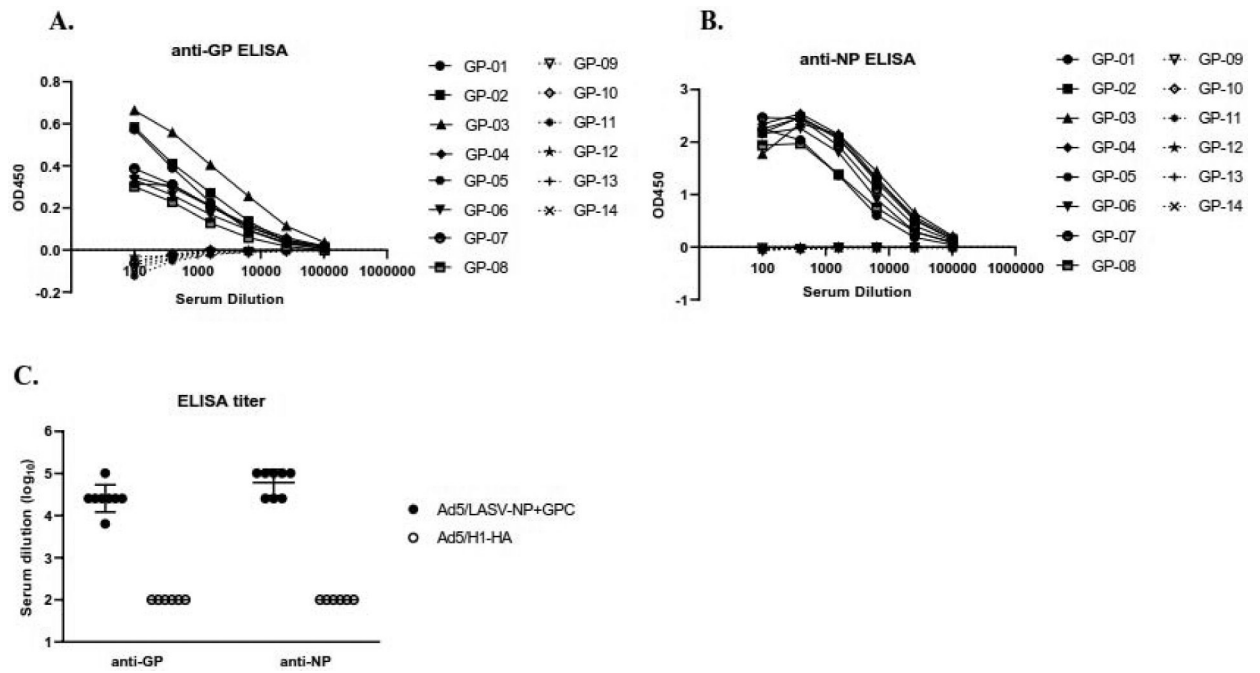 A.
anti-GP ELISA
0.8
0.6
0.4
0.2
0.0
-0.2
OD450
100 1000 10000 100000 1000000
Serum Dilution
GP-01
GP-02
GP-03
GP-04
GP-05
GP-06
GP-07
GP-08
GP-09
GP-10
GP-11
GP-12
GP-13
GP-14
B.
anti-NP ELISA
3
2
1
0
-1
OD450
100 1000 10000 100000 1000000
Serum Dilution
GP-01
GP-02
GP-03
GP-04
GP-05
GP-06
GP-07
GP-08
GP-09
GP-10
GP-11
GP-12
GP-13
GP-14
C.
ELISA titer
6
5
4
3
2
1
Serum dilution (log10)
anti-GP anti-NP
Ad5/LASV-NP+GPC
Ad5/H1-HA